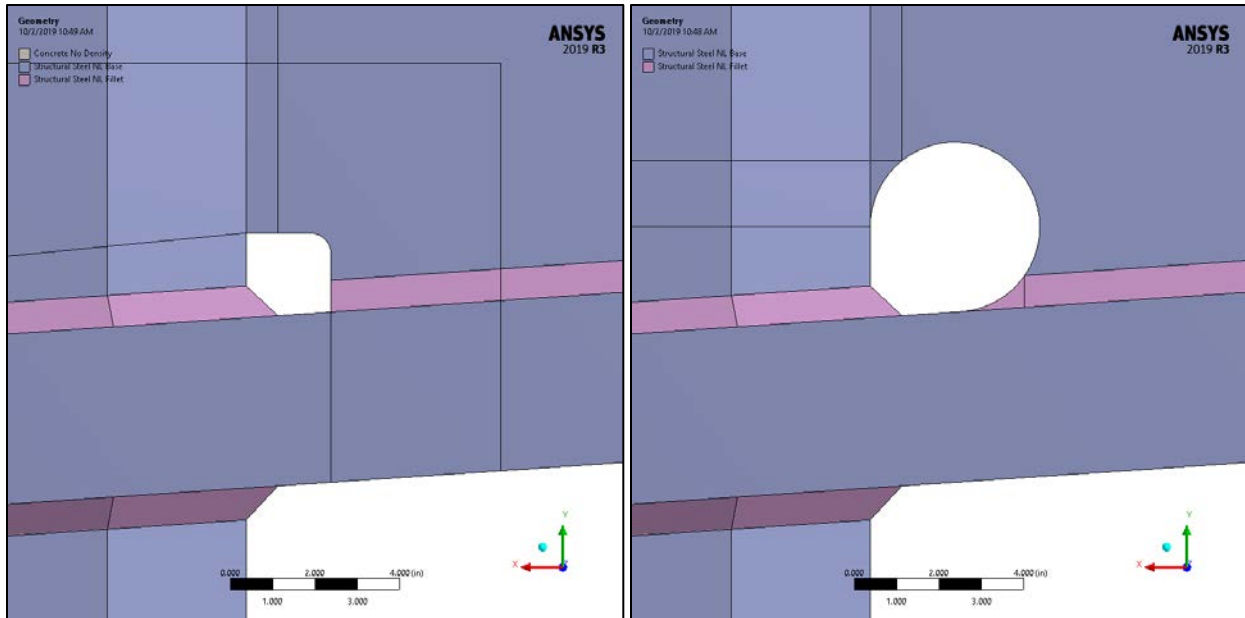 Geometry
10/2/2019 10:49 AM
Concrete No Density
Structural Steel NL Base
Structural Steel NL Fillet
ANSYS
2019 R3
Y
X
0.000 2.000 4.000 (in)
1.000 3.000
Geometry
10/2/2019 10:48 AM
Structural Steel NL Base
Structural Steel NL Fillet
ANSYS
2019 R3
Y
X
0.000 2.000 4.000 (in)
1.000 3.000